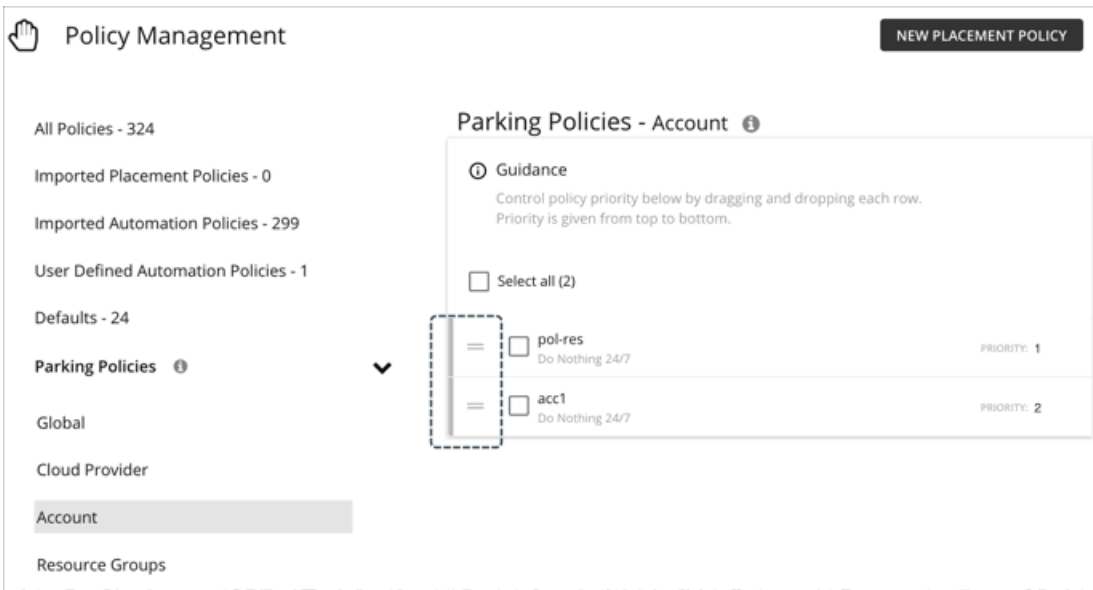 Policy Management
NEW PLACEMENT POLICY
All Policies - 324
Imported Placement Policies - 0
Imported Automation Policies - 299
User Defined Automation Policies - 1
Defaults - 24
Parking Policies
Global
Cloud Provider
Account
Resource Groups
Parking Policies - Account
Guidance
Control policy priority below by dragging and dropping each row.
Priority is given from top to bottom.
Select all (2)
pol-res
Do Nothing 24/7
PRIORITY: 1
acc1
Do Nothing 24/7
PRIORITY: 2